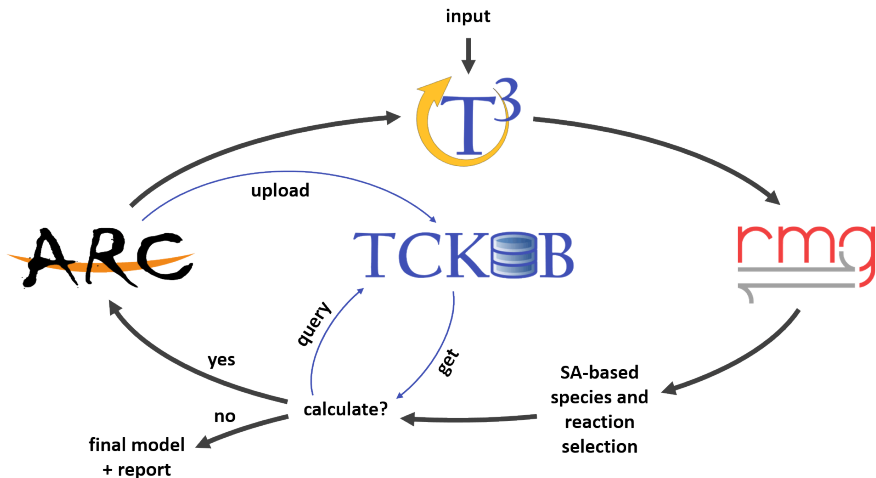 input
T3
upload
ARC
TCKDB
rmg
query
get
yes
SA-based
species and
reaction
selection
calculate?
no
final model
+ report